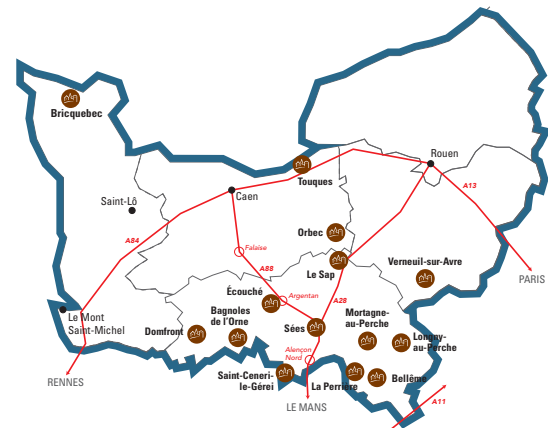 Bricquebec
Rouen
Touques
A13
Caen
Saint-Lô
Orbec
A84
Falaise
PARIS
A88
Le Sap
Verneuil-sur-Avre
Écouché
Argentan
A28
Le Mont
Saint-Michel
Domfront
Bagnoles
de l'Orne
Sées
Mortagne-
au-Perche
Longny-
au-Perche
Alençon
Nord
RENNES
Saint-Ceneri-
le-Gérei
La Perrière
Bellême
LE MANS
A11